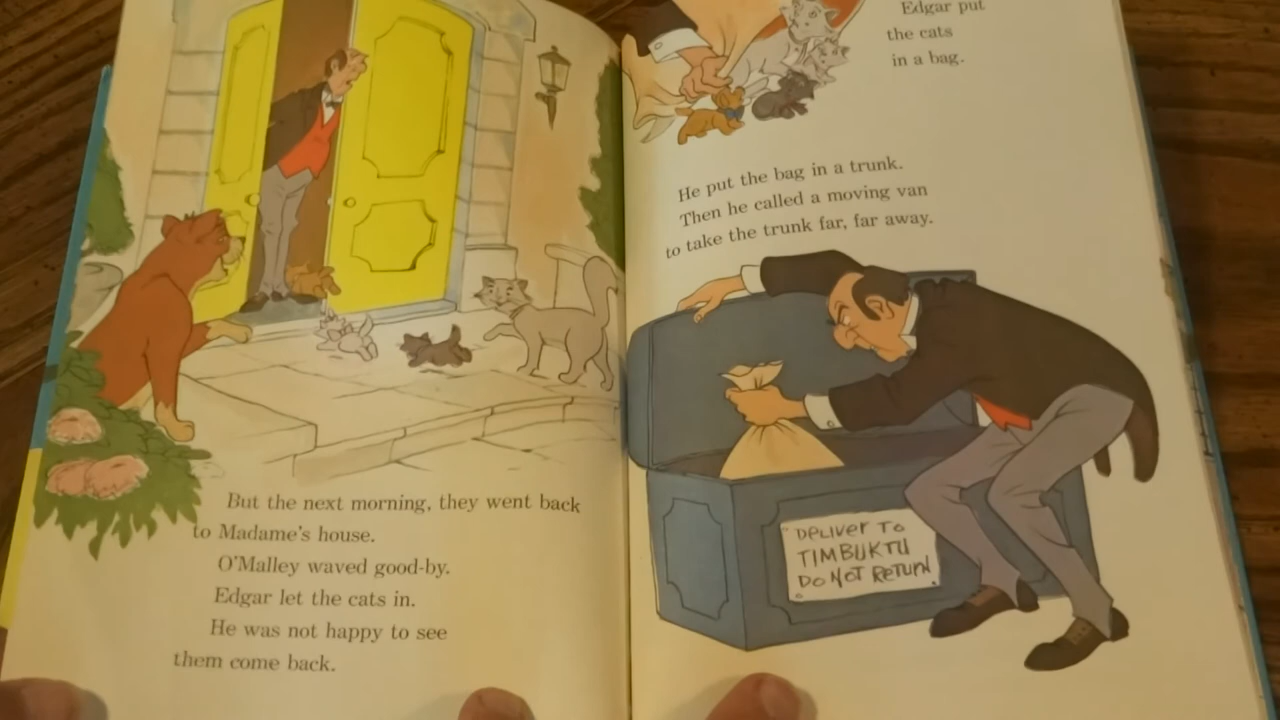 But the next morning, they went back
to Madame's house.
O'Malley waved good-by.
Edgar let the cats in.
He was not happy to see
them come back.
Edgar put
the cats
in a bag.
He put the bag in a trunk.
Then he called a moving van
to take the trunk far, far away.
DELIVER TO
TIMBUKTU
DO NOT RETURN